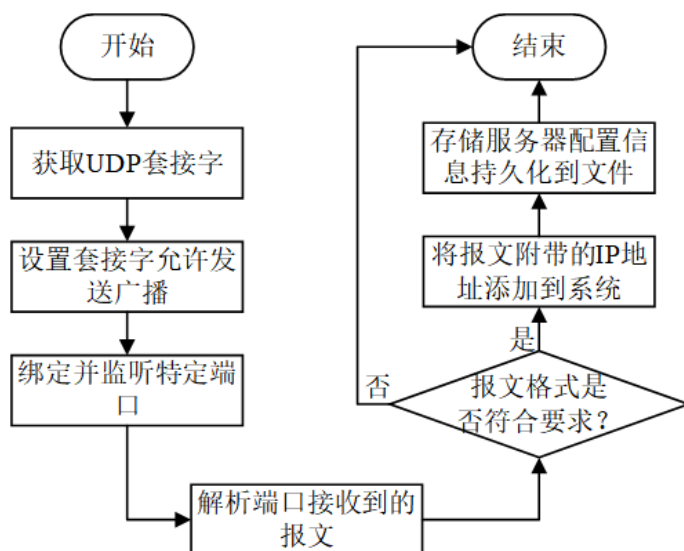 开始
获取UDP套接字
设置套接字允许发
送广播
绑定并监听特定端
口
解析端口接收到的
报文
报文格式是
否符合要求？
是
否
将报文附带的IP地
址添加到系统
存储服务器配置信
息持久化到文件
结束